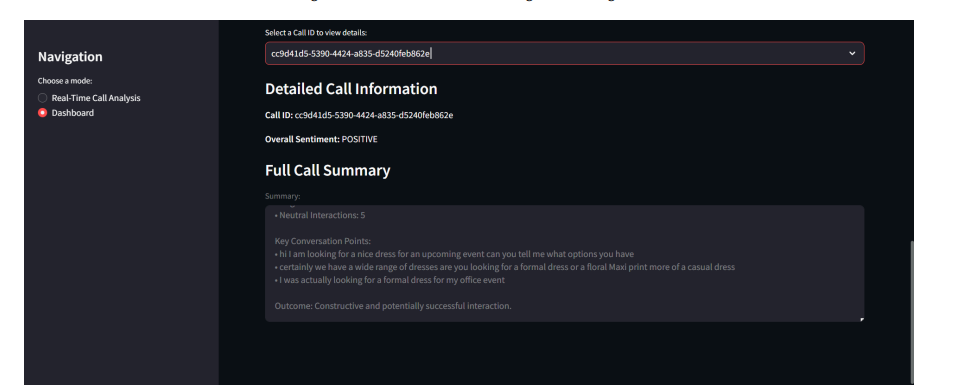 Select a Call ID to view details:
cc9d41d5-5390-4424-a835-d5240feb862e
Navigation
Choose a mode:
Real-Time Call Analysis
Dashboard
Detailed Call Information
Call ID: cc9d41d5-5390-4424-a835-d5240feb862e
Overall Sentiment: POSITIVE
Full Call Summary
Summary:
• Neutral Interactions: 5
Key Conversation Points:
• hi I am looking for a nice dress for an upcoming event can you tell me what options you have
• certainly we have a wide range of dresses are you looking for a formal dress or a floral Maxi print more of a casual dress
• I was actually looking for a formal dress for my office event
Outcome: Constructive and potentially successful interaction.